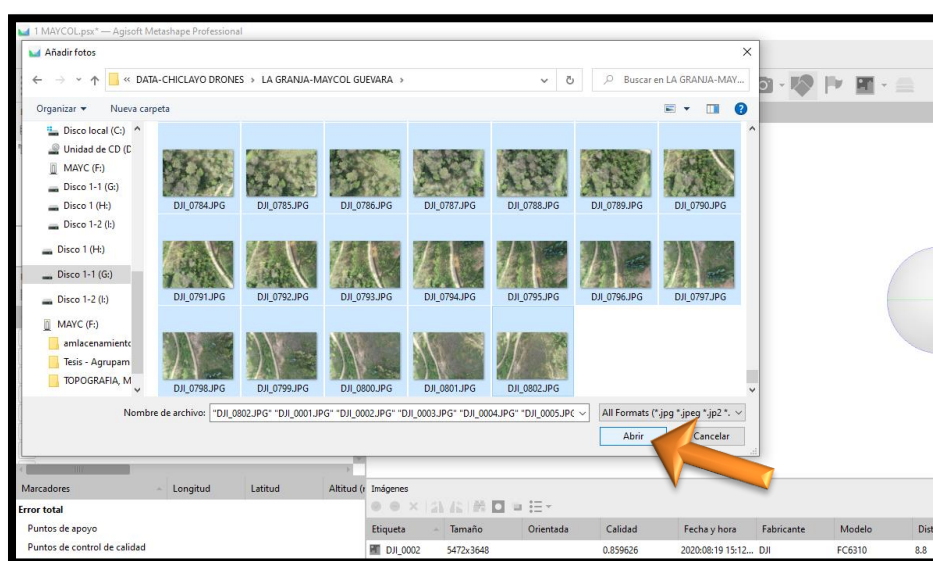 1 MAYCOL.psx* — Agisoft Metashape Professional
Añadir fotos
« DATA-CHICLAYO DRONES > LA GRANJA-MAYCOL GUEVARA >
Buscar en LA GRANJA-MAY...
Organizar
Nueva carpeta
Disco local (C:)
Unidad de CD (D
MAYC (F:)
Disco 1-1 (G:)
Disco 1 (H:)
Disco 1-2 (I:)
Disco 1 (H:)
Disco 1-1 (G:)
Disco 1-2 (I:)
MAYC (F:)
amlacenamiento
Tesis - Agrupam
TOPOGRAFIA, M
DJI_0784.JPG DJI_0785.JPG DJI_0786.JPG DJI_0787.JPG DJI_0788.JPG DJI_0789.JPG DJI_0790.JPG
DJI_0791.JPG DJI_0792.JPG DJI_0793.JPG DJI_0794.JPG DJI_0795.JPG DJI_0796.JPG DJI_0797.JPG
DJI_0798.JPG DJI_0799.JPG DJI_0800.JPG DJI_0801.JPG DJI_0802.JPG
Nombre de archivo: "DJI_0802.JPG" "DJI_0001.JPG" "DJI_0002.JPG" "DJI_0003.JPG" "DJI_0004.JPG" "DJI_0005.JPG
All Formats (*.jpg *.jpeg *.jp2 *.
Abrir
Cancelar
Marcadores Longitud Latitud Altitud (
Error total
Puntos de apoyo
Puntos de control de calidad
Imágenes
Etiqueta Tamaño Orientada Calidad Fecha y hora Fabricante Modelo Dist
DJI_0002 5472x3648 0.859626 2020:08:19 15:12... DJI FC6310 8.8